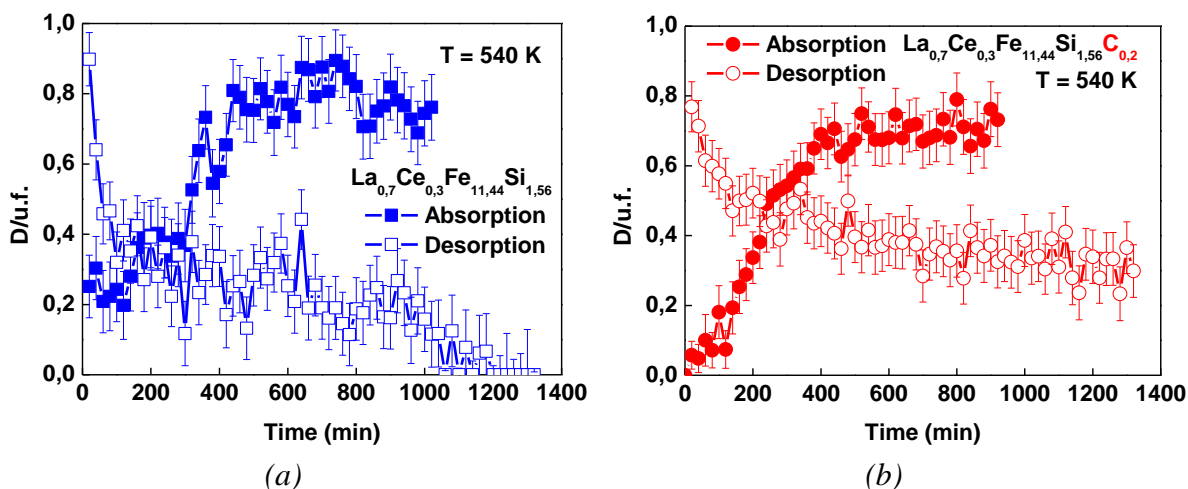 1,0
0,8
0,6
0,4
0,2
0,0
D/u.f.
T = 540 K
La0,7Ce0,3Fe11,44Si1,56
Absorption
Desorption
0 200 400 600 800 1000 1200 1400
Time (min)
(a)
1,0
0,8
0,6
0,4
0,2
0,0
D/u.f.
Absorption La0,7Ce0,3Fe11,44Si1,56C0,2
Desorption T = 540 K
0 200 400 600 800 1000 1200 1400
Time (min)
(b)